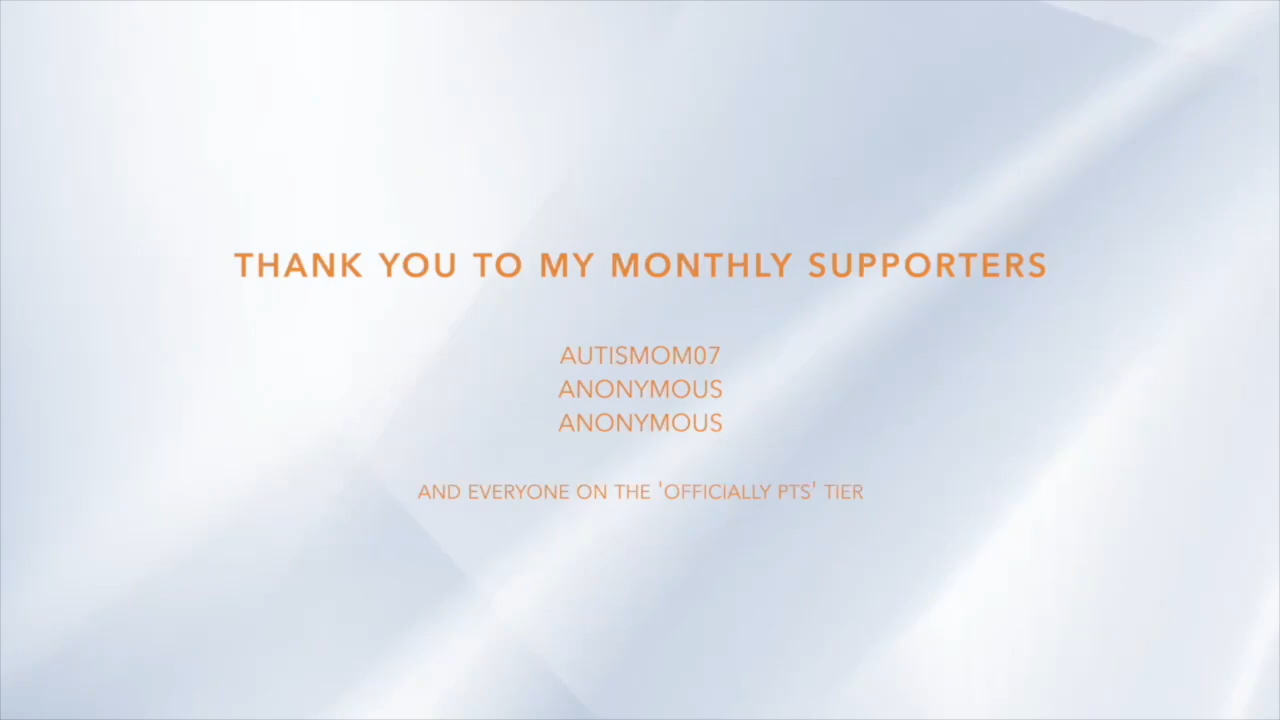 THANK YOU TO MY MONTHLY SUPPORTERS
AUTISMOM07
ANONYMOUS
ANONYMOUS
AND EVERYONE ON THE 'OFFICIALLY PTS' TIER